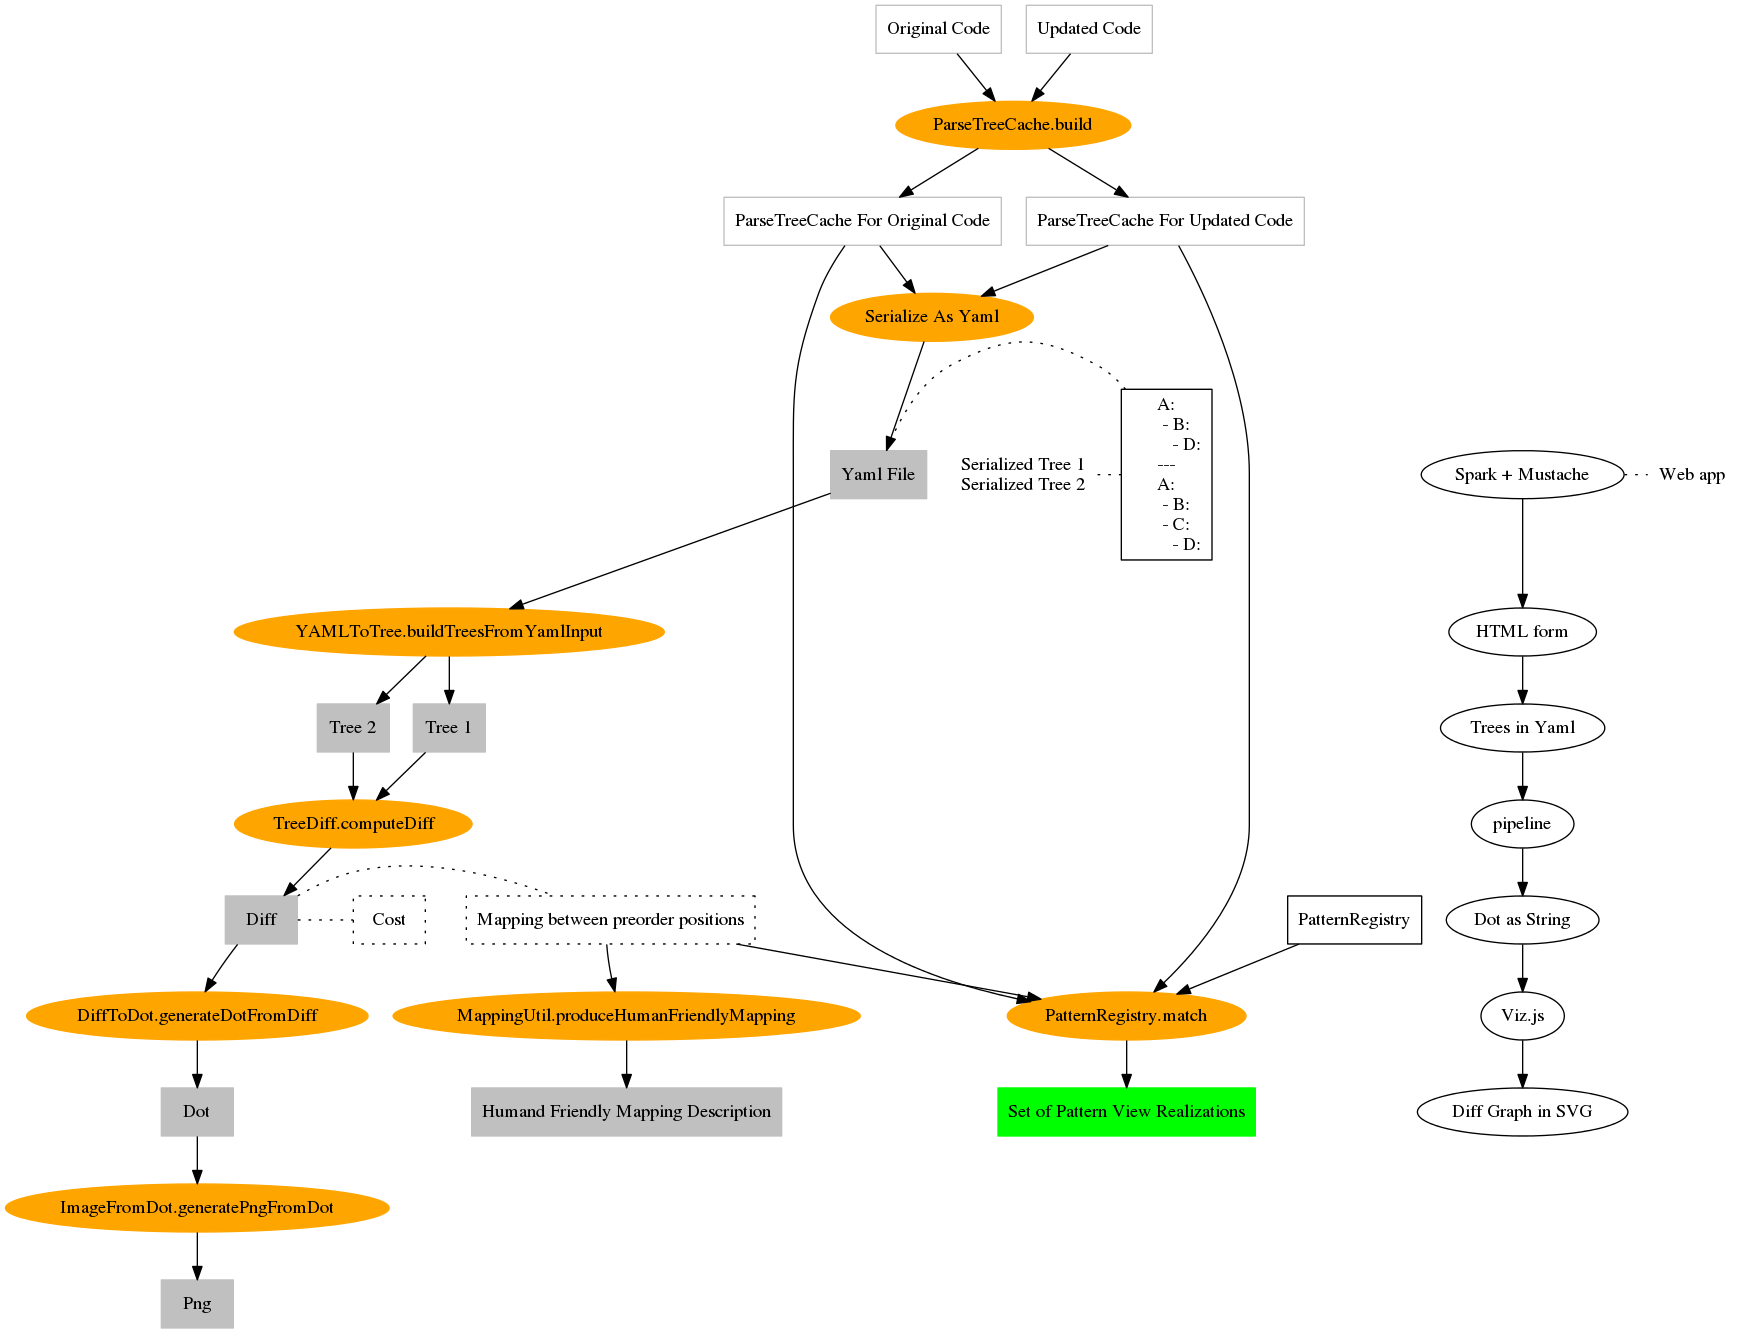 Original Code
Updated Code
ParseTreeCache.build
ParseTreeCache For Original Code
ParseTreeCache For Updated Code
Serialize As Yaml
A:
- B:
- D:
---
A:
- B:
- C:
- D:
Yaml File
Serialized Tree 1
Serialized Tree 2
Spark + Mustache
Web app
YAMLToTree.buildTreesFromYamlInput
HTML form
Tree 2
Tree 1
Trees in Yaml
TreeDiff.computeDiff
pipeline
Diff
Cost
Mapping between preorder positions
PatternRegistry
Dot as String
DiffToDot.generateDotFromDiff
MappingUtil.produceHumanFriendlyMapping
PatternRegistry.match
Viz.js
Dot
Humand Friendly Mapping Description
Set of Pattern View Realizations
Diff Graph in SVG
ImageFromDot.generatePngFromDot
Png